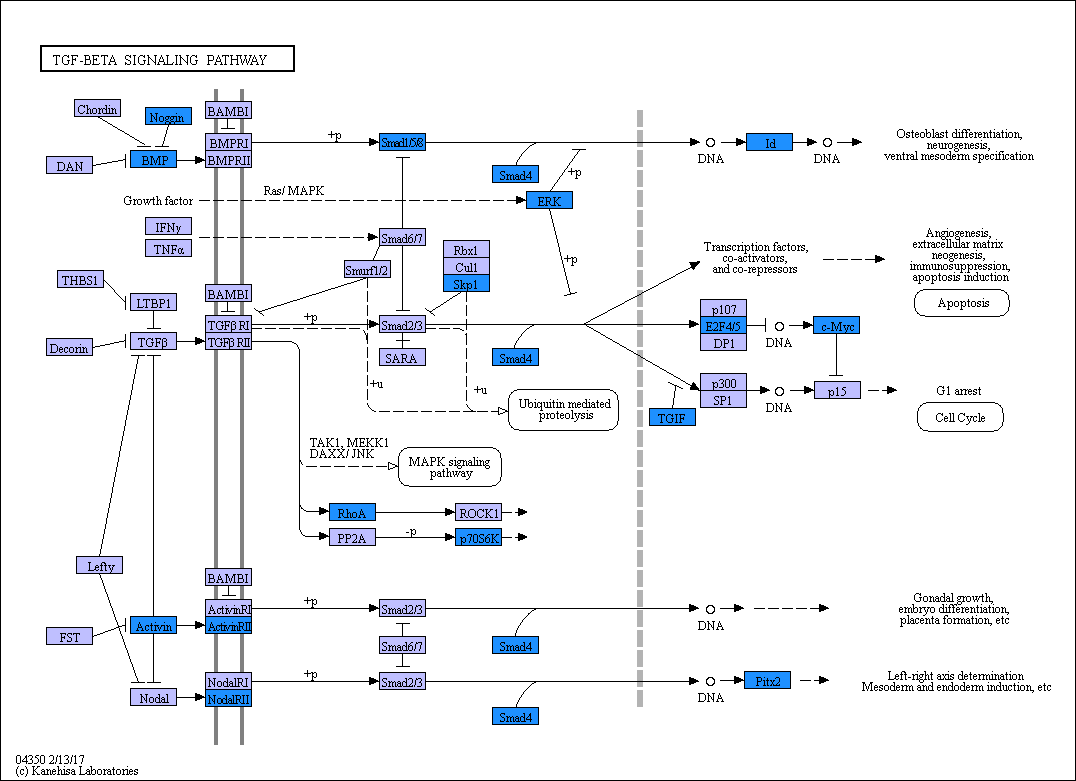 TGF-BETA SIGNALING PATHWAY
Chordin
Noggin
BAMBI
DAN
BMP
BMPRI
BMPRII
+p
Smad1/5/8
Smad4
DNA
Id
DNA
Osteoblast differentiation,
neurogenesis,
ventral mesoderm specification
Growth factor
Ras/ MAPK
ERK
+p
+p
IFNγ
TNFα
Smad6/7
Smurf1/2
Rbx1
Cul1
Skp1
Transcription factors,
co-activators,
and co-repressors
Angiogenesis,
extracellular matrix
neogenesis,
immunosuppression,
apoptosis induction
Apoptosis
THBS1
LTBP1
BAMBI
Decorin
TGFβ
TGFβ RI
TGFβ RII
+p
Smad2/3
SARA
Smad4
p107
E2F4/5
DP1
DNA
c-Myc
p300
SP1
DNA
p15
G1 arrest
Cell Cycle
TGIF
+u
+u
Ubiquitin mediated
proteolysis
TAK1, MEKK1
DAXX/ JNK
MAPK signaling
pathway
RhoA
ROCK1
PP2A
-p
p70S6K
Lefty
BAMBI
FST
Activin
ActivinRI
ActivinRII
+p
Smad2/3
Smad4
DNA
Gonadal growth,
embryo differentiation,
placenta formation, etc
Smad6/7
Nodal
NodalRI
NodalRII
+p
Smad2/3
Smad4
DNA
Pitx2
Left-right axis determination
Mesoderm and endoderm induction, etc
04350 2/13/17
(c) Kanehisa Laboratories